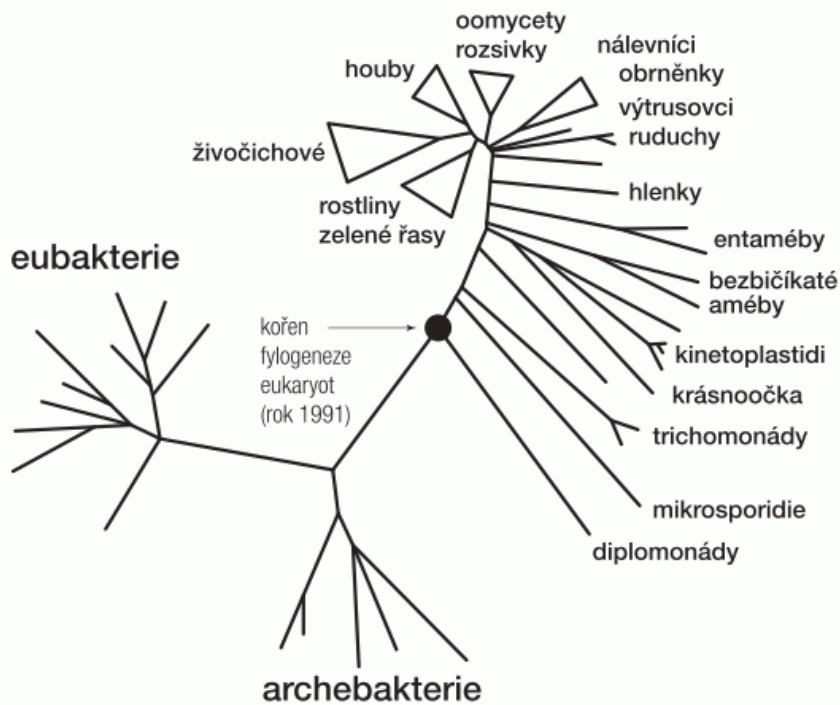 oomycety
rozsivky
nálevníci
obrněnky
houby
výtrusovci
ruduchy
živočichové
hlenky
rostliny
zelené řasy
entaméby
eubakterie
bezbičíkaté
améby
kořen
fylogeneze
eukaryot
(rok 1991)
kinetoplastidi
krásnoočka
trichomonády
mikrosporidie
diplomonády
archebakterie